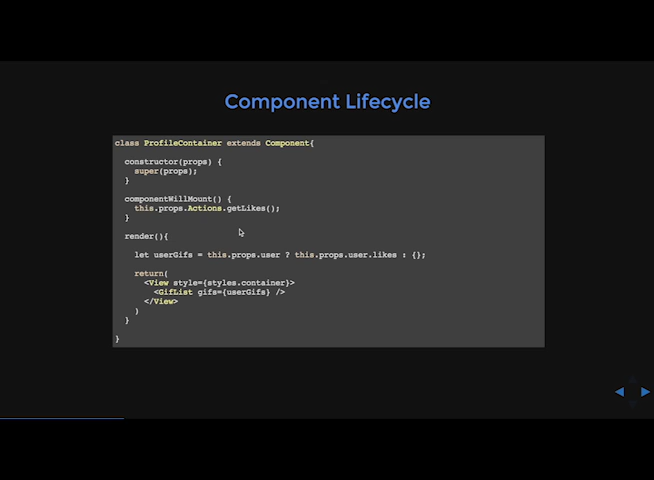 Component Lifecycle
class ProfileContainer extends Component{
constructor(props) {
super(props);
}
componentWillMount() {
this.props.Actions.getLikes();
}
render(){
let userGifs = this.props.user ? this.props.user.likes : {};
return(
<View style={styles.container}>
<GifList gifs={userGifs} />
</View>
)
}
}